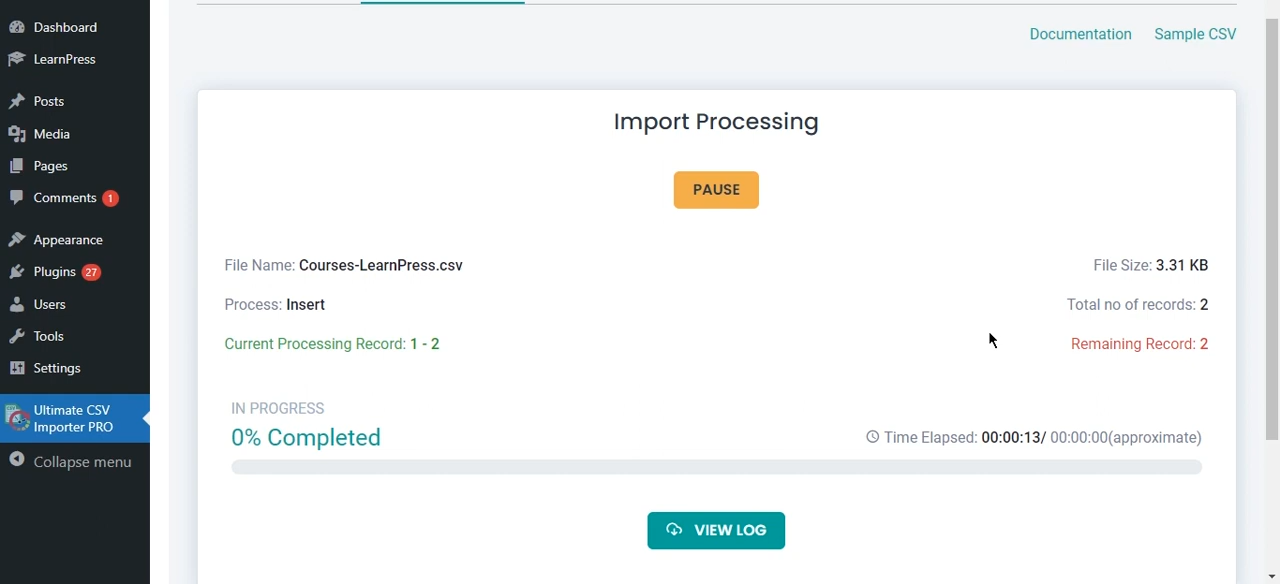 Dashboard
LearnPress
Posts
Media
Pages
Comments 1
Appearance
Plugins 27
Users
Tools
Settings
Ultimate CSV
Importer PRO
Collapse menu
Documentation Sample CSV
Import Processing
PAUSE
File Name: Courses-LearnPress.csv File Size: 3.31 KB
Process: Insert Total no of records: 2
Current Processing Record: 1 - 2 Remaining Record: 2
IN PROGRESS
0% Completed Time Elapsed: 00:00:13/ 00:00:00(approximate)
VIEW LOG